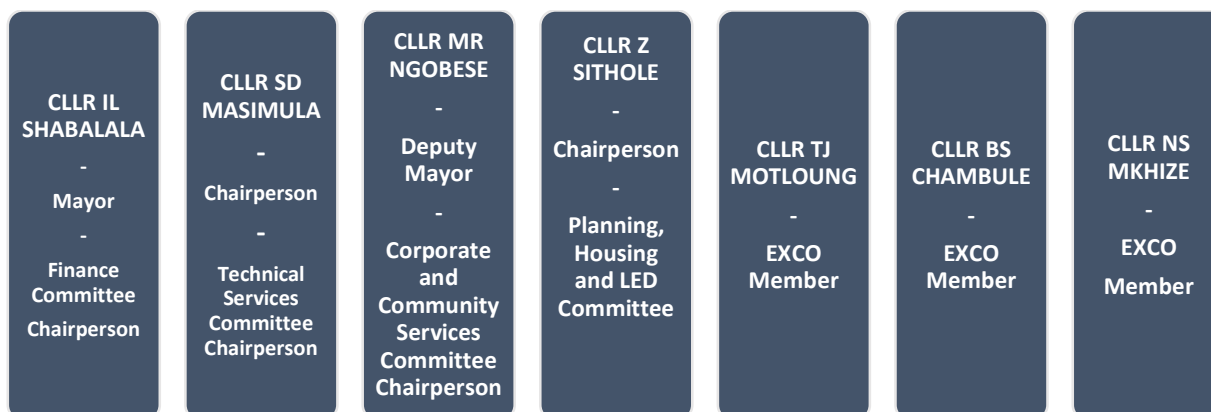 CLLR IL
SHABALALA
-
Mayor
-
Finance
Committee
Chairperson
CLLR SD
MASIMULA
-
Chairperson
-
Technical
Services
Committee
Chairperson
CLLR MR
NGOBESE
-
Deputy
Mayor
-
Corporate
and
Community
Services
Committee
Chairperson
CLLR Z
SITHOLE
-
Chairperson
-
Planning,
Housing
and LED
Committee
CLLR TJ
MOTLOUNG
-
EXCO
Member
CLLR BS
CHAMBULE
-
EXCO
Member
CLLR NS
MKHIZE
-
EXCO
Member